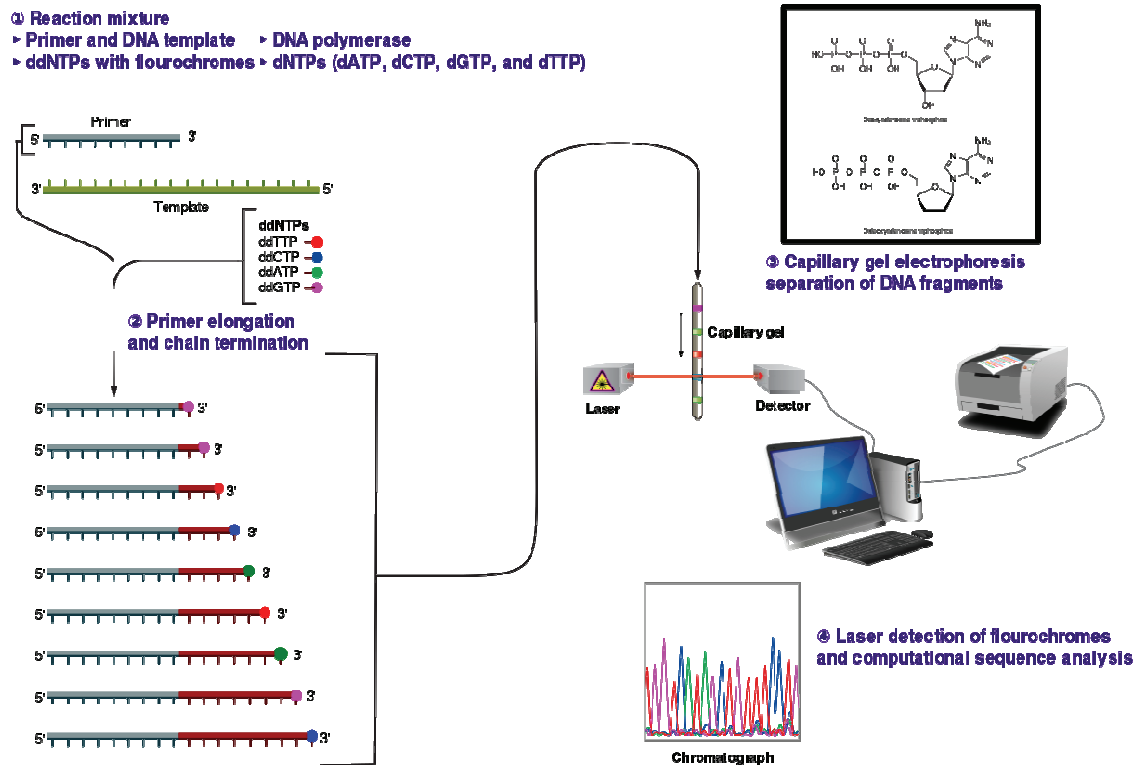 ① Reaction mixture
▸ Primer and DNA template ▸ DNA polymerase
▸ ddNTPs with flourochromes ▸ dNTPs (dATP, dCTP, dGTP, and dTTP)
Primer
5' 3'
3' 5'
Template
ddNTPs
ddTTP
ddCTP
ddATP
ddGTP
② Primer elongation
and chain termination
5' 3'
5' 3'
5' 3'
5' 3'
5' 3'
5' 3'
5' 3'
5' 3'
5' 3'
NH₂
N N
N N
HO P O P O P O O
OH OH OH
OH
NH₂
N N
N N
HO P O P O P O
OH OH OH O
③ Capillary gel electrophoresis
separation of DNA fragments
Capillary gel
Laser
Detector
④ Laser detection of flourochromes
and computational sequence analysis
Chromatograph